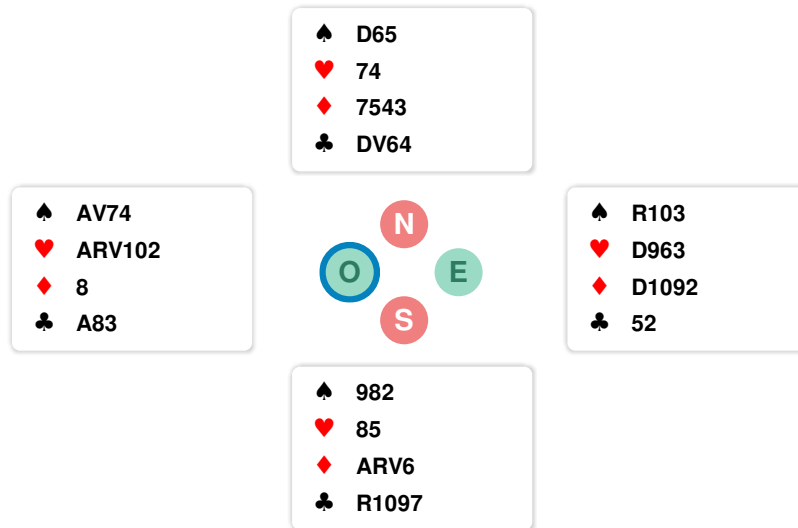 ♠ D65
♥ 74
♦ 7543
♣ DV64
♠ AV74
♥ ARV102
♦ 8
♣ A83
N
O E
S
♠ R103
♥ D963
♦ D1092
♣ 52
♠ 982
♥ 85
♦ ARV6
♣ R1097